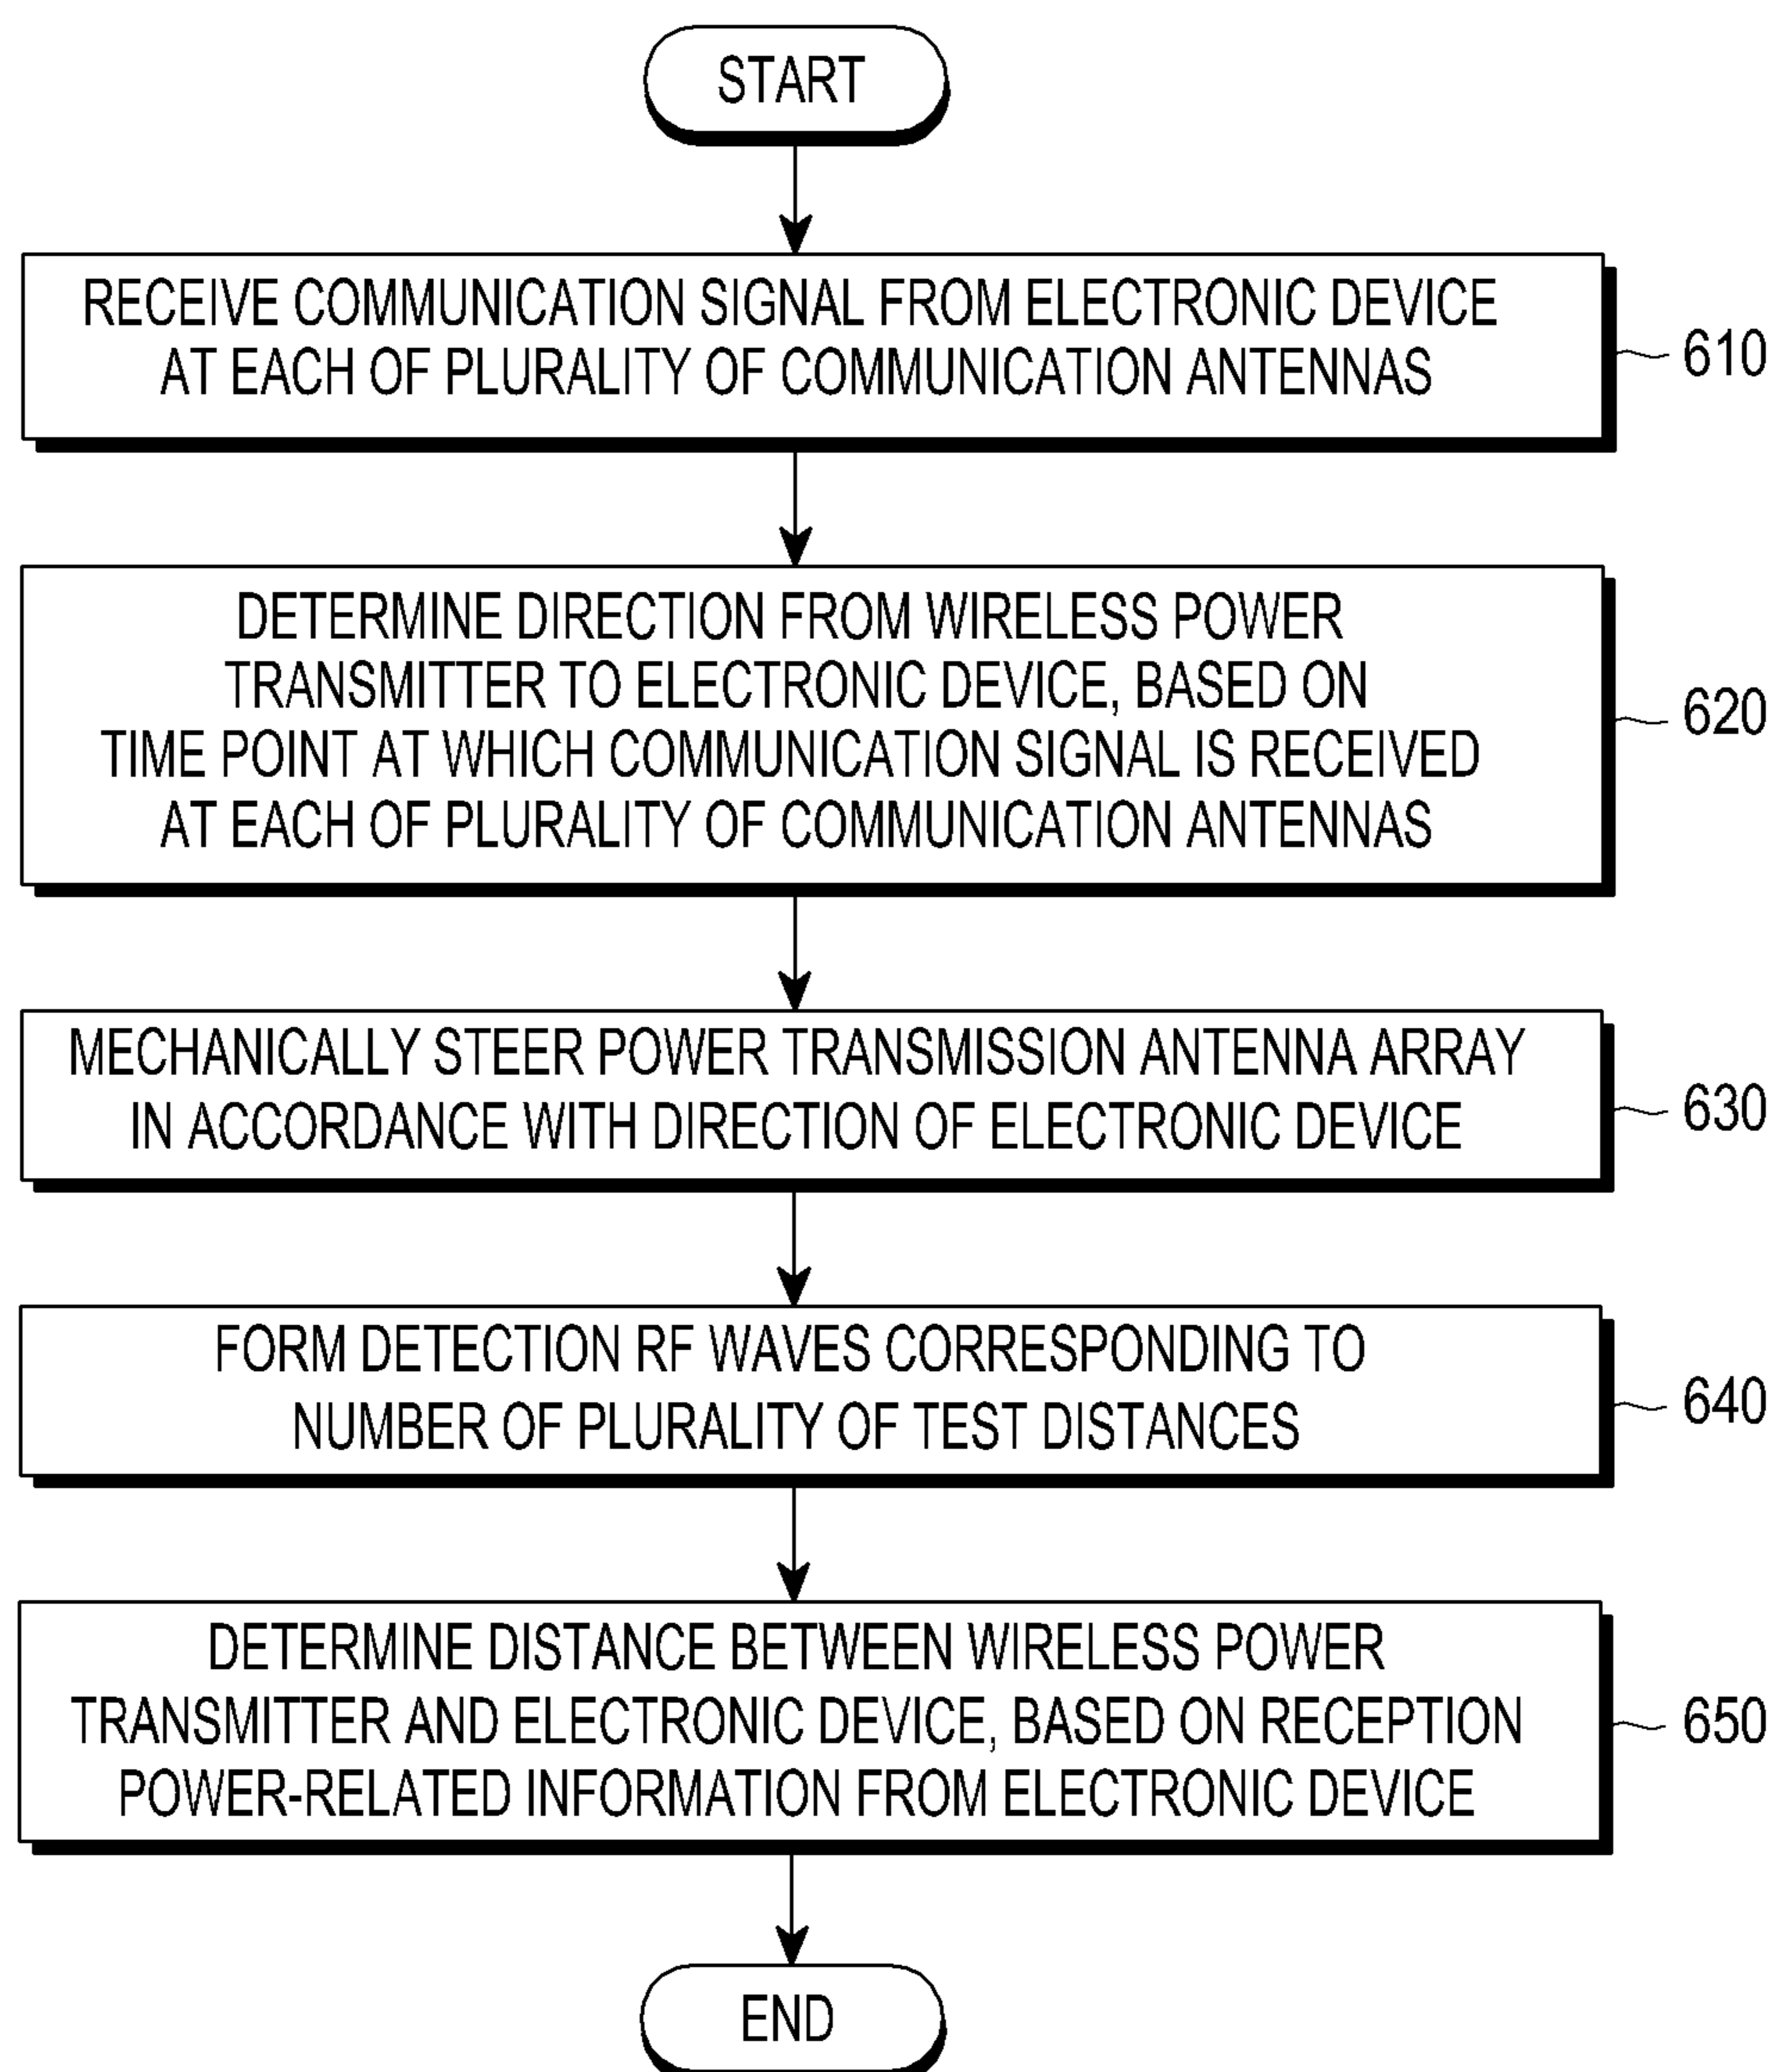 START
RECEIVE COMMUNICATION SIGNAL FROM ELECTRONIC DEVICE
AT EACH OF PLURALITY OF COMMUNICATION ANTENNAS
610
DETERMINE DIRECTION FROM WIRELESS POWER
TRANSMITTER TO ELECTRONIC DEVICE, BASED ON
TIME POINT AT WHICH COMMUNICATION SIGNAL IS RECEIVED
AT EACH OF PLURALITY OF COMMUNICATION ANTENNAS
620
MECHANICALLY STEER POWER TRANSMISSION ANTENNA ARRAY
IN ACCORDANCE WITH DIRECTION OF ELECTRONIC DEVICE
630
FORM DETECTION RF WAVES CORRESPONDING TO
NUMBER OF PLURALITY OF TEST DISTANCES
640
DETERMINE DISTANCE BETWEEN WIRELESS POWER
TRANSMITTER AND ELECTRONIC DEVICE, BASED ON RECEPTION
POWER-RELATED INFORMATION FROM ELECTRONIC DEVICE
650
END